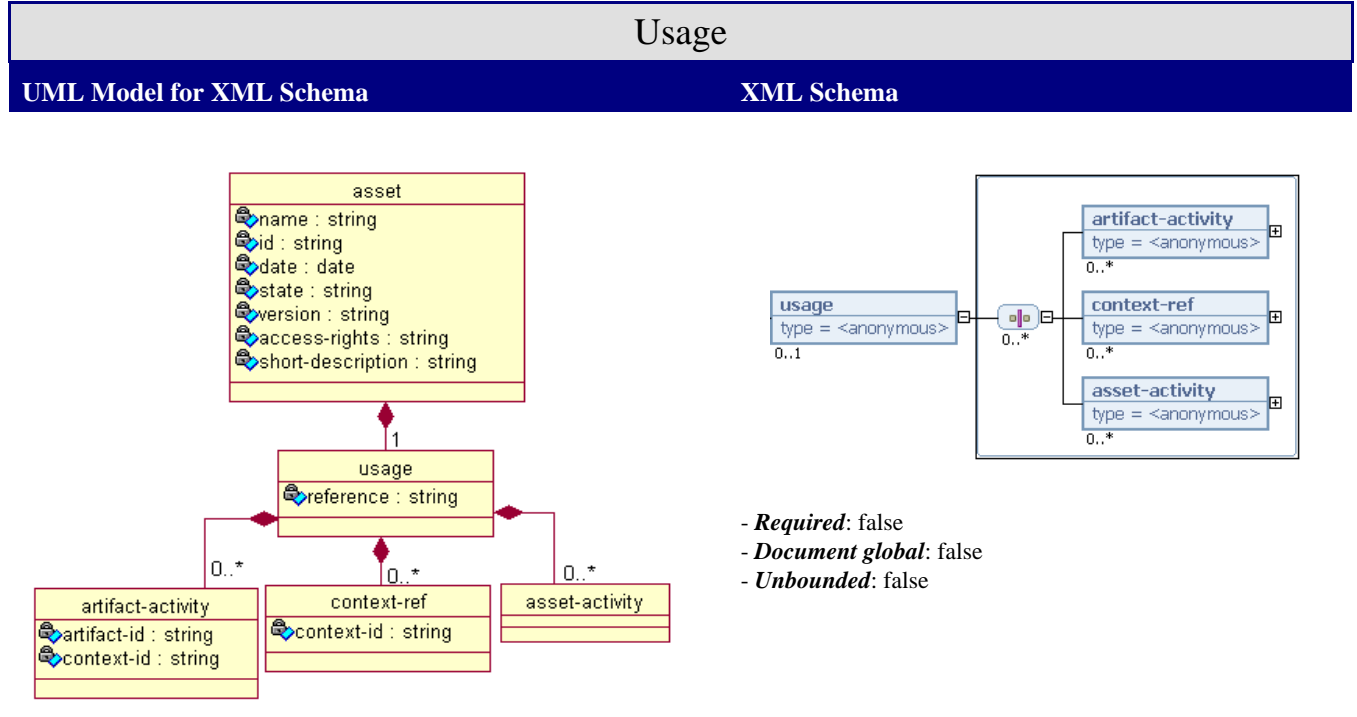 Usage
UML Model for XML Schema
XML Schema
asset
name : string
id : string
date : date
state : string
version : string
access-rights : string
short-description : string
1
usage
reference : string
0..*
0..*
0..*
artifact-activity
artifact-id : string
context-id : string
context-ref
context-id : string
asset-activity
usage
type = <anonymous>
0..1
0..*
artifact-activity
type = <anonymous>
0..*
context-ref
type = <anonymous>
0..*
asset-activity
type = <anonymous>
0..*
- Required: false
- Document global: false
- Unbounded: false